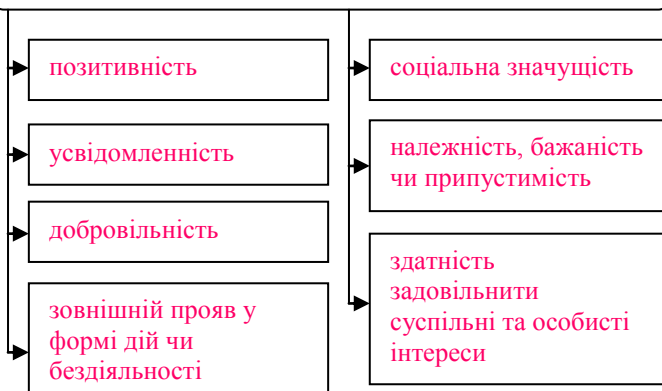 позитивність
усвідомленність
добровільність
зовнішній прояв у
формі дій чи
бездіяльності
соціальна значущість
належність, бажаність
чи припустимість
здатність
задовільнити
суспільні та особисті
інтереси